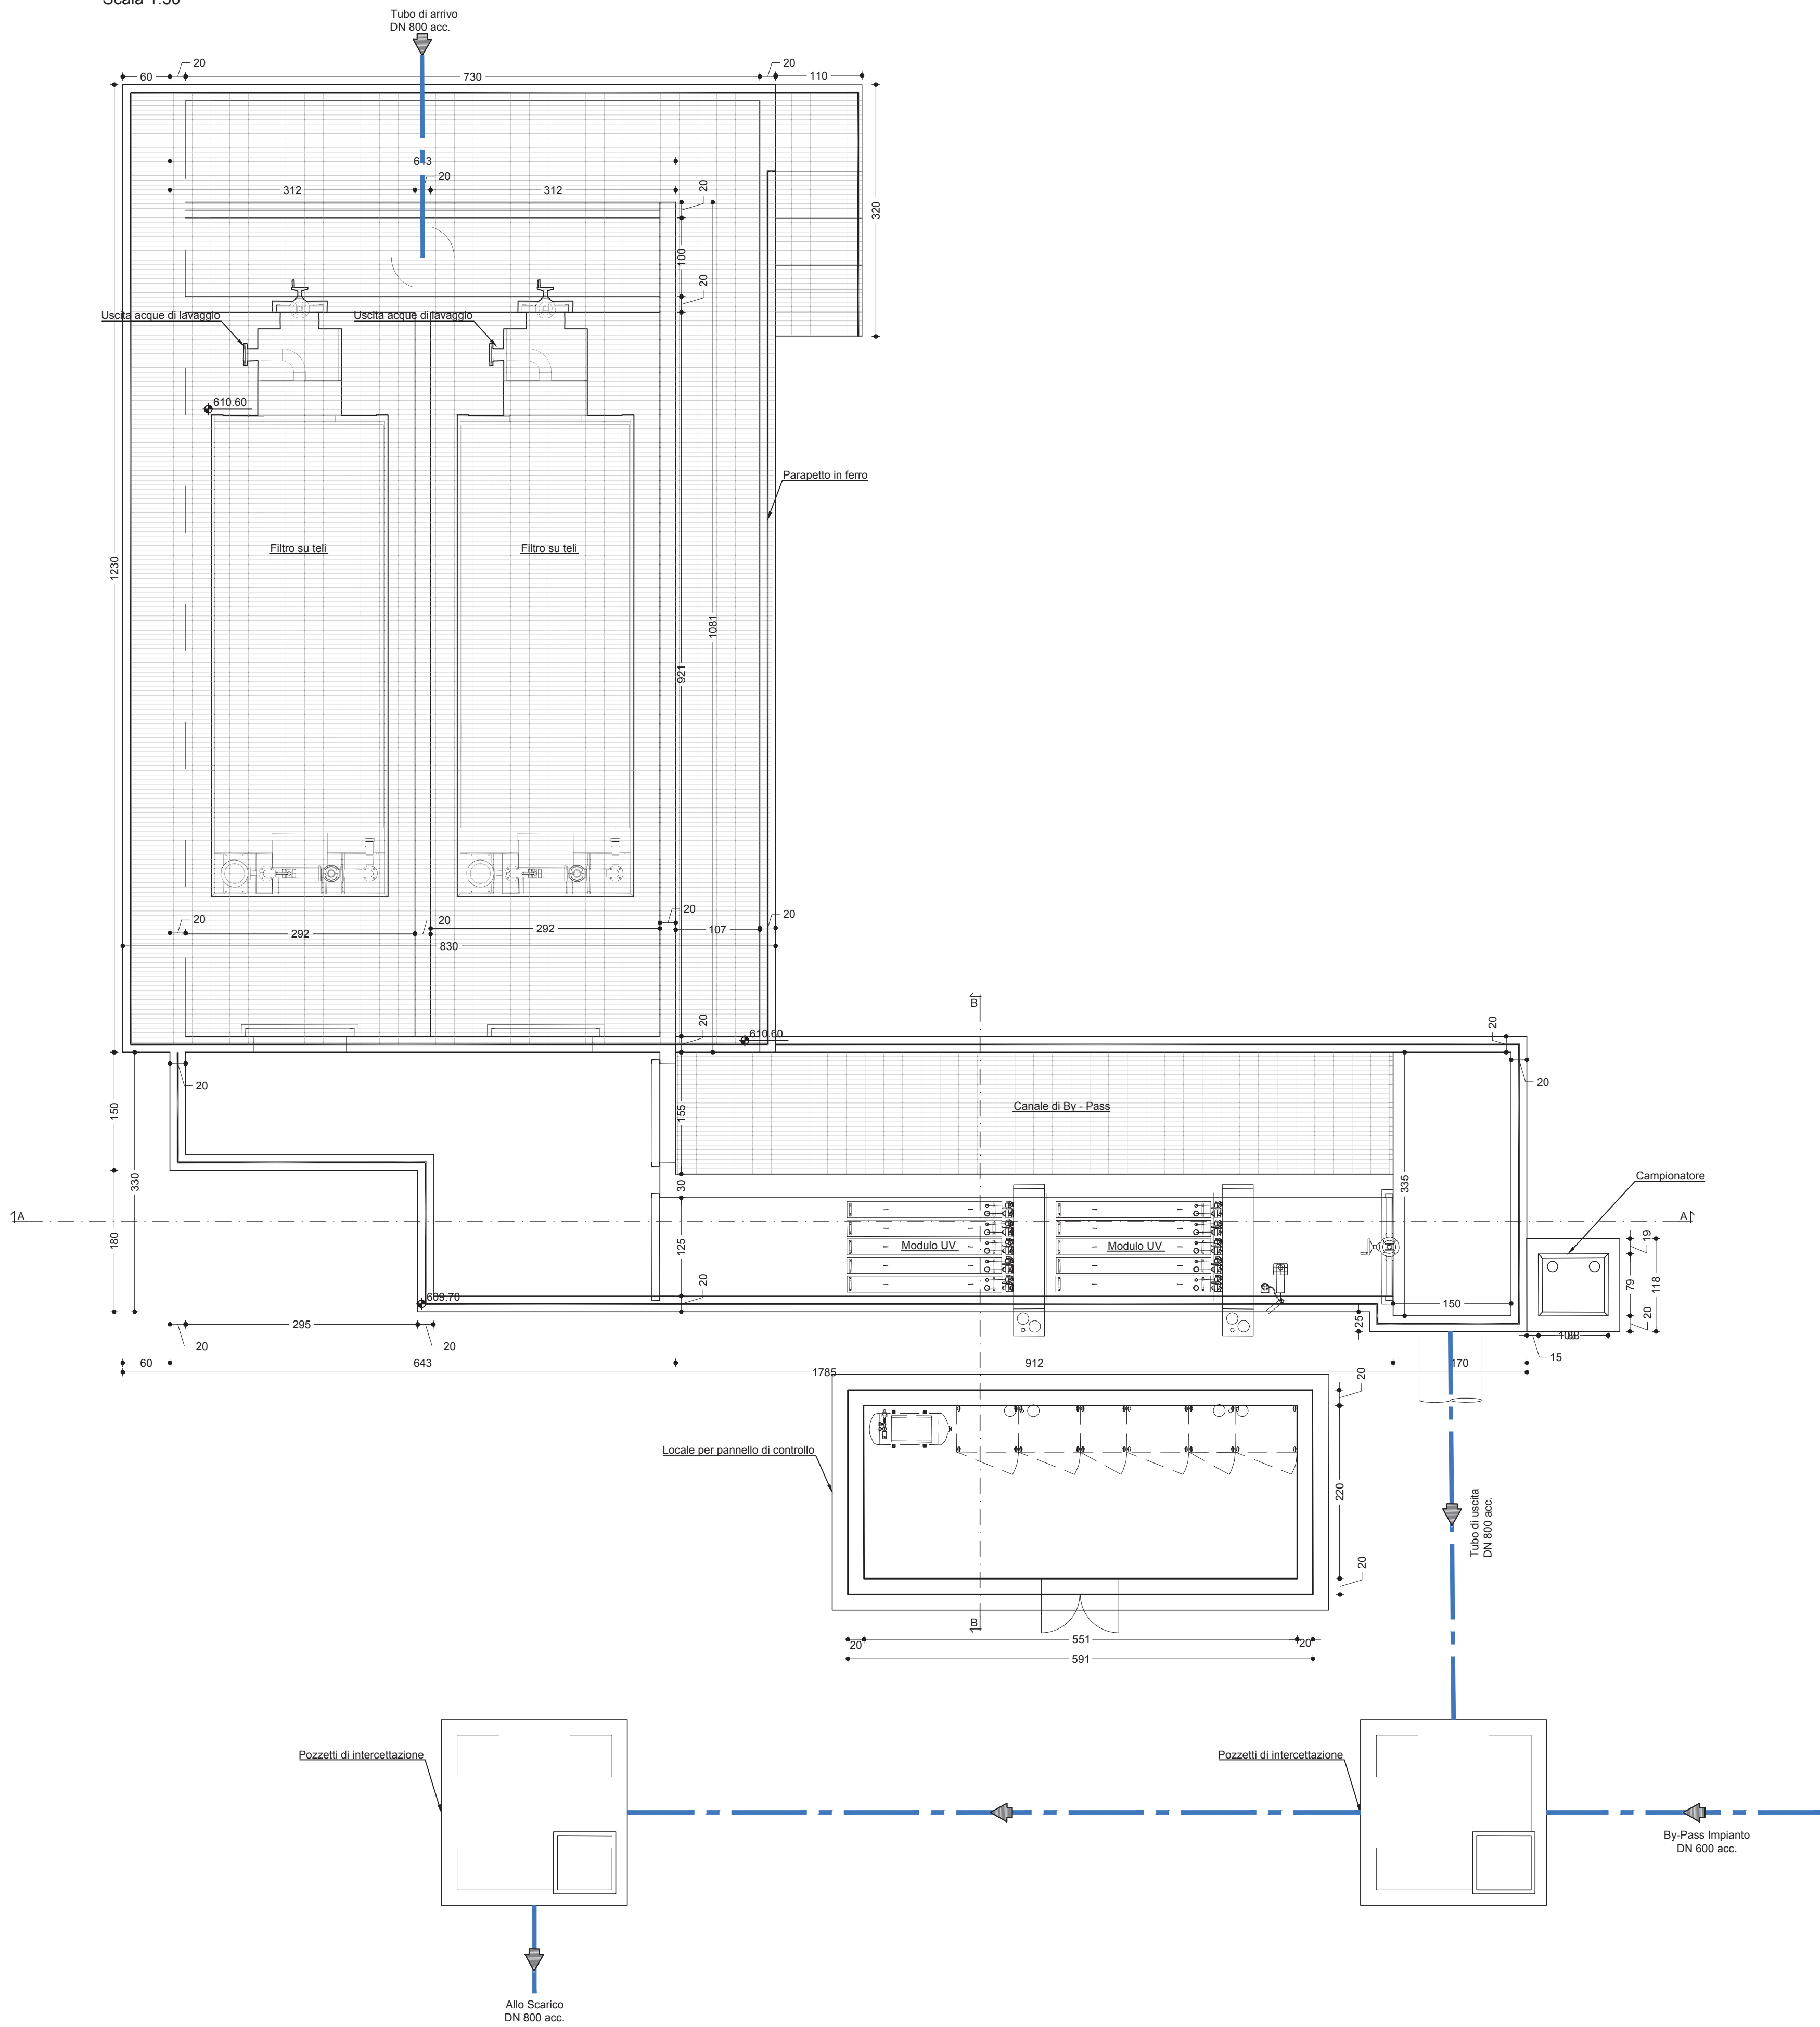 Scala 1:50
Tubo di arrivo
DN 800 acc.
60
20
730
20
110
643
312
20
312
20
320
100
20
Uscita acque di lavaggio
Uscita acque di lavaggio
610.60
Parapetto in ferro
Filtro su teli
Filtro su teli
1230
1081
921
20
292
20
292
20
107
20
830
B
20
610.60
20
20
20
150
155
Canale di By - Pass
330
30
335
Campionatore
A
A
180
125
Modulo UV
Modulo UV
19
79
118
20
609.70
20
150
25
295
20
20
15
60
643
912
170
1785
20
Locale per pannello di controllo
220
Tubo di uscita
DN 800 acc.
20
B
20
551
20
591
Pozzetti di intercettazione
Pozzetti di intercettazione
By-Pass Impianto
DN 600 acc.
Allo Scarico
DN 800 acc.